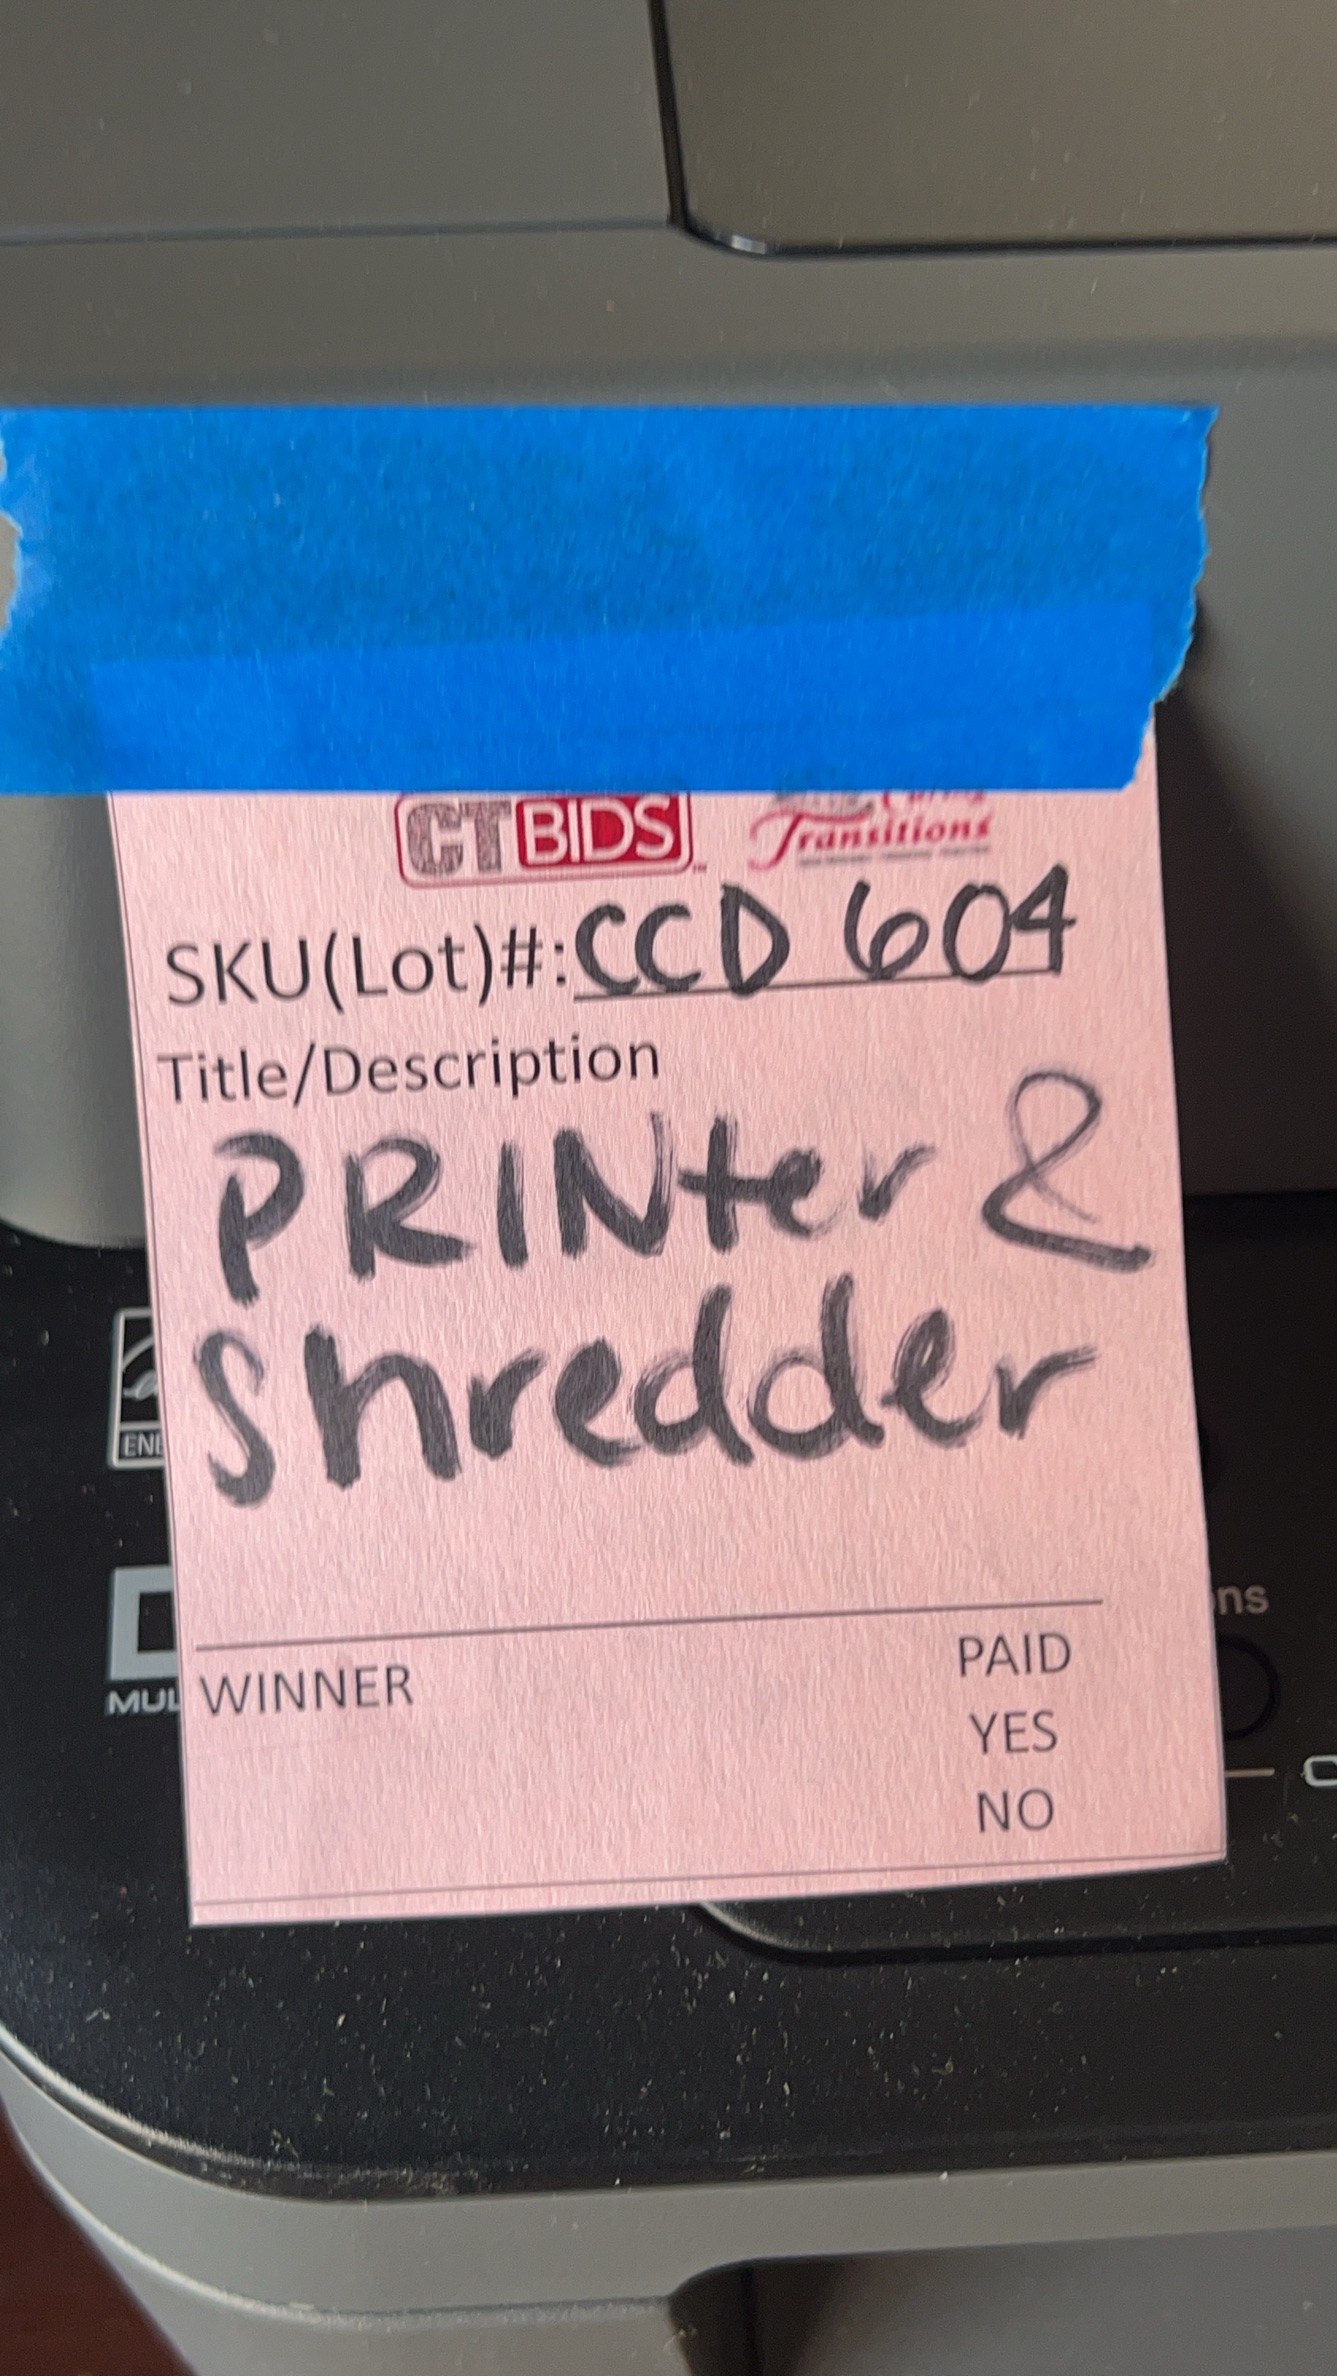 CTBIDS
Transitions
SKU(Lot)#: CCD 604
Title/Description
PRINter &
Shredder
WINNER
PAID
YES
NO